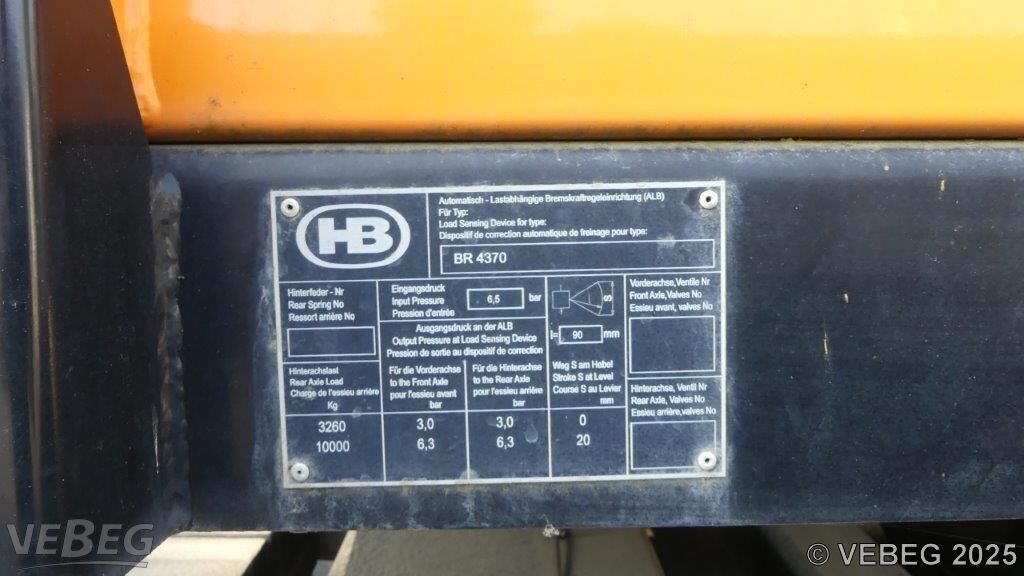 HB
Automatisch - Lastabhängige Bremskraftregeleinrichtung (ALB)
Für Typ:
Load Sensing Device for type:
Dispositif de correction automatique de freinage pour type:
BR 4370
Hinterfeder - Nr
Rear Spring No
Ressort arrière No
Eingangsdruck
Input Pressure
Pression d'entrée
6,5 bar
S
l= 90 mm
Vorderachse, Ventile Nr
Front Axle, Valves No
Essieu avant, valves No
Ausgangsdruck an der ALB
Output Pressure at Load Sensing Device
Pression de sortie au dispositif de correction
Hinterachslast
Rear Axle Load
Charge de l'essieu arrière
Kg
Für die Vorderachse
to the Front Axle
pour l'essieu avant
bar
Für die Hinterachse
to the Rear Axle
pour l'essieu arrière
bar
Weg S am Hebel
Stroke S at Level
Course S au Levier
mm
Hinterachse, Ventil Nr
Rear Axle, Valves No
Essieu arrière, valves No
3260 3,0 3,0 0
10000 6,3 6,3 20
VEBEG
© VEBEG 2025